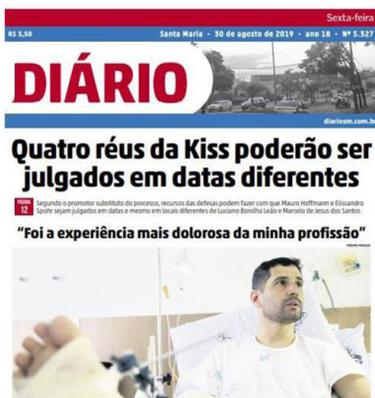 Sexta-feira
R$ 3,50
Santa Maria - 30 de agosto de 2019 - ano 18 - Nº 5.327
DIÁRIO
diariosm.com.b
Quatro réus da Kiss poderão ser
julgados em datas diferentes
PÁGINA
12
Segundo o promotor substituto do processo, recursos das defesas podem fazer com que Mauro Hoffmann e Elissandro
Spohr sejam julgados em datas e mesmo em locais diferentes de Luciano Bonilha Leão e Marcelo de Jesus dos Santos
“Foi a experiência mais dolorosa da minha profissão”